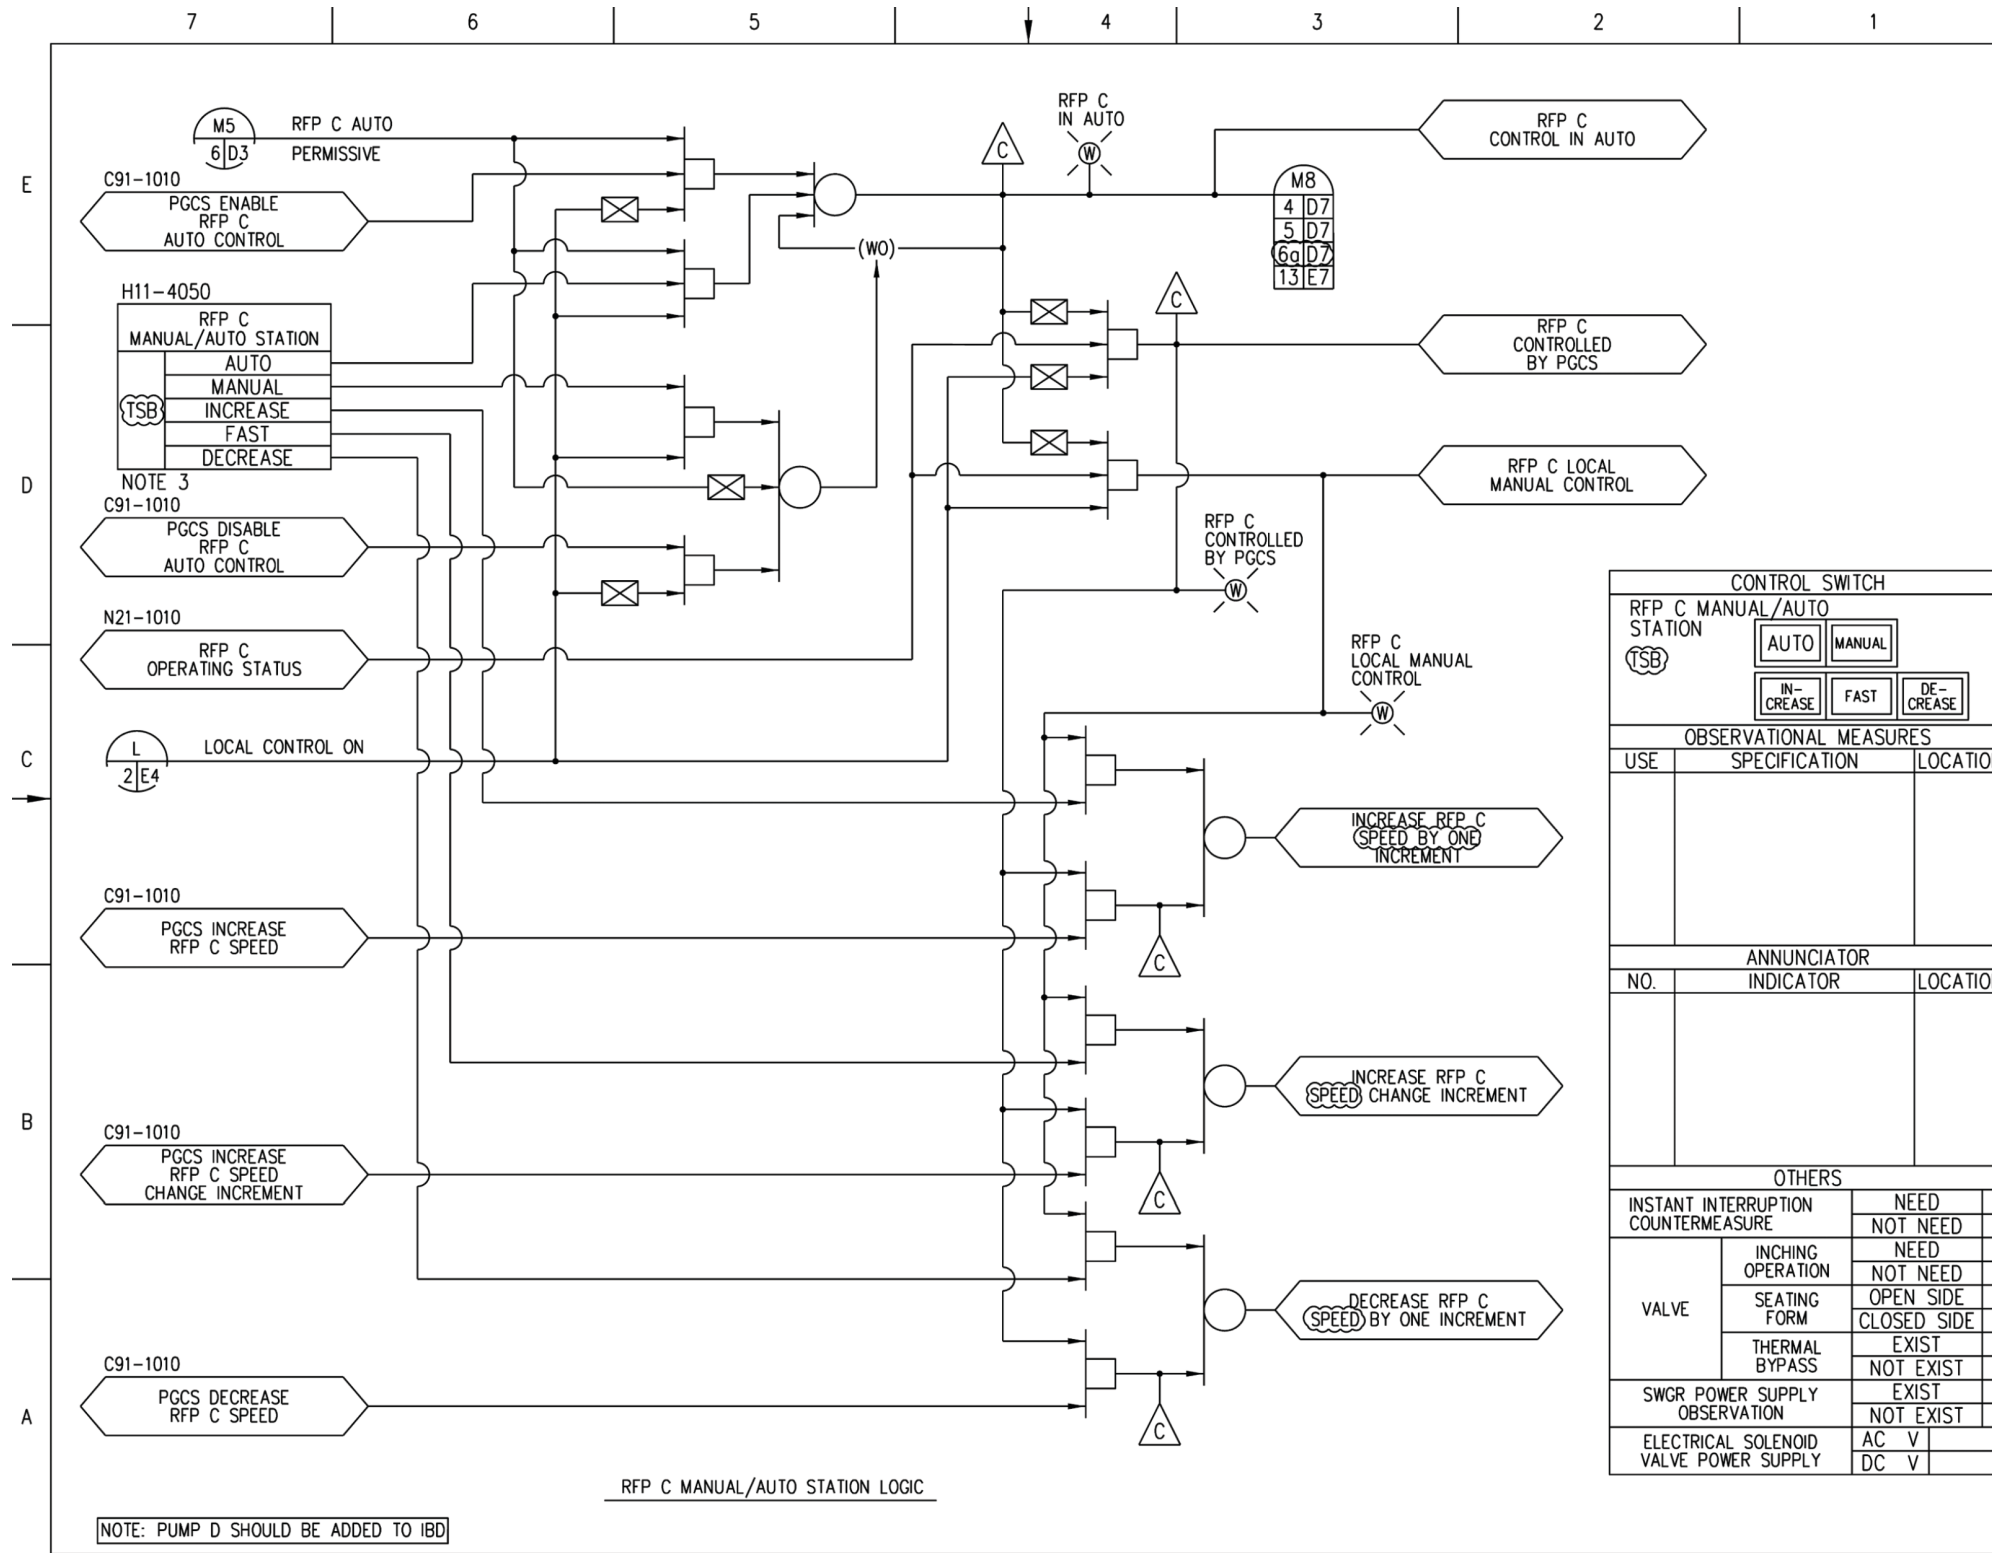 7 6 5 4 3 2 1
E
D
C
B
A
M5
6 D3
RFP C AUTO
PERMISSIVE
C91-1010
PGCS ENABLE
RFP C
AUTO CONTROL
H11-4050
RFP C
MANUAL/AUTO STATION
TSB
AUTO
MANUAL
INCREASE
FAST
DECREASE
NOTE 3
C91-1010
PGCS DISABLE
RFP C
AUTO CONTROL
N21-1010
RFP C
OPERATING STATUS
L
2 E4
LOCAL CONTROL ON
C91-1010
PGCS INCREASE
RFP C SPEED
C91-1010
PGCS INCREASE
RFP C SPEED
CHANGE INCREMENT
C91-1010
PGCS DECREASE
RFP C SPEED
(WO)
C
RFP C
IN AUTO
W
RFP C
CONTROL IN AUTO
M8
4 D7
5 D7
6a D7
13 E7
C
RFP C
CONTROLLED
BY PGCS
RFP C LOCAL
MANUAL CONTROL
RFP C
CONTROLLED
BY PGCS
W
RFP C
LOCAL MANUAL
CONTROL
W
INCREASE RFP C
SPEED BY ONE
INCREMENT
C
INCREASE RFP C
SPEED CHANGE INCREMENT
C
DECREASE RFP C
SPEED BY ONE INCREMENT
C
CONTROL SWITCH
RFP C MANUAL/AUTO
STATION
TSB
AUTO MANUAL
IN-
CREASE
FAST
DE-
CREASE
OBSERVATIONAL MEASURES
USE SPECIFICATION LOCATIO
ANNUNCIATOR
NO. INDICATOR LOCATIO
OTHERS
INSTANT INTERRUPTION
COUNTERMEASURE
NEED
NOT NEED
VALVE
INCHING
OPERATION
NEED
NOT NEED
SEATING
FORM
OPEN SIDE
CLOSED SIDE
THERMAL
BYPASS
EXIST
NOT EXIST
SWGR POWER SUPPLY
OBSERVATION
EXIST
NOT EXIST
ELECTRICAL SOLENOID
VALVE POWER SUPPLY
AC V
DC V
RFP C MANUAL/AUTO STATION LOGIC
NOTE: PUMP D SHOULD BE ADDED TO IBD